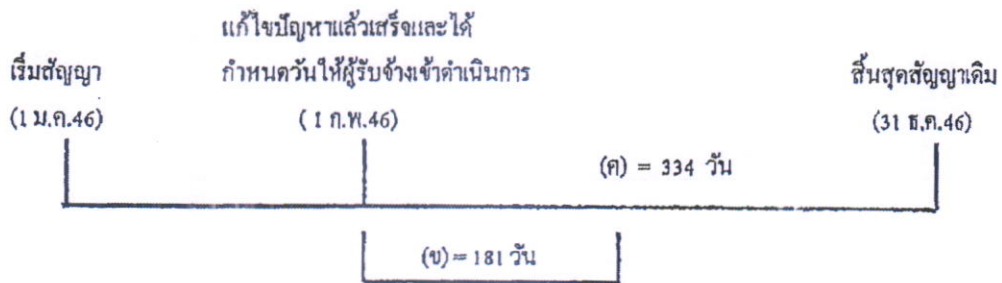 แก้ไขปัญหาแล้วเสร็จและได้
เริ่มสัญญา กำหนดวันให้ผู้รับจ้างเข้าดำเนินการ สิ้นสุดสัญญาเดิม
(1 ม.ค.46) ( 1 ก.พ.46) (31 ธ.ค.46)
(ค) = 334 วัน
(ข) = 181 วัน